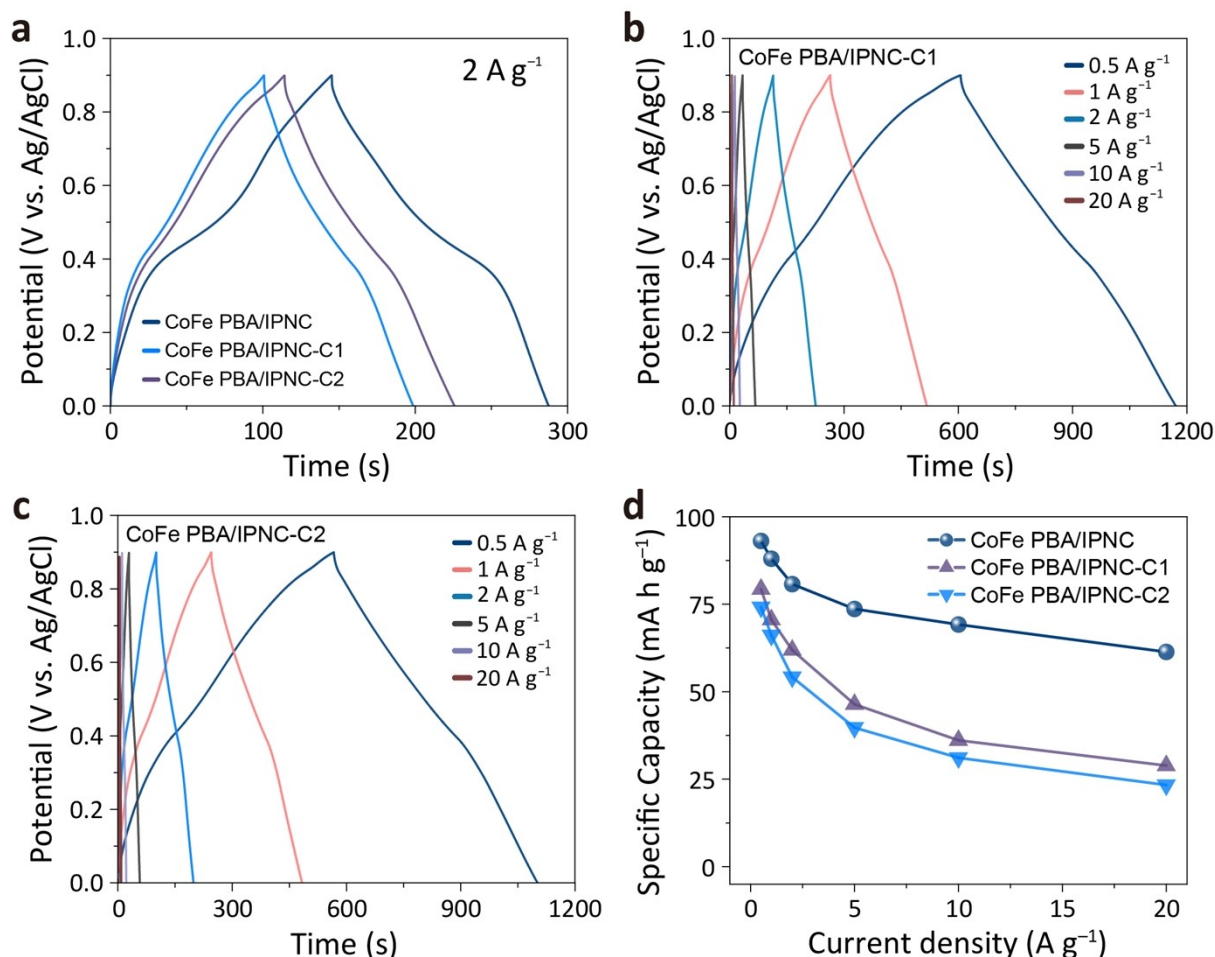 a
2 A g⁻¹
1.0
0.8
0.6
0.4
0.2
0.0
Potential (V vs. Ag/AgCl)
CoFe PBA/IPNC
CoFe PBA/IPNC-C1
CoFe PBA/IPNC-C2
0 100 200 300
Time (s)
b
CoFe PBA/IPNC-C1
0.5 A g⁻¹
1 A g⁻¹
2 A g⁻¹
5 A g⁻¹
10 A g⁻¹
20 A g⁻¹
1.0
0.8
0.6
0.4
0.2
0.0
Potential (V vs. Ag/AgCl)
0 300 600 900 1200
Time (s)
c
CoFe PBA/IPNC-C2
0.5 A g⁻¹
1 A g⁻¹
2 A g⁻¹
5 A g⁻¹
10 A g⁻¹
20 A g⁻¹
1.0
0.8
0.6
0.4
0.2
0.0
Potential (V vs. Ag/AgCl)
0 300 600 900 1200
Time (s)
d
CoFe PBA/IPNC
CoFe PBA/IPNC-C1
CoFe PBA/IPNC-C2
100
75
50
25
0
Specific Capacity (mA h g⁻¹)
0 5 10 15 20
Current density (A g⁻¹)